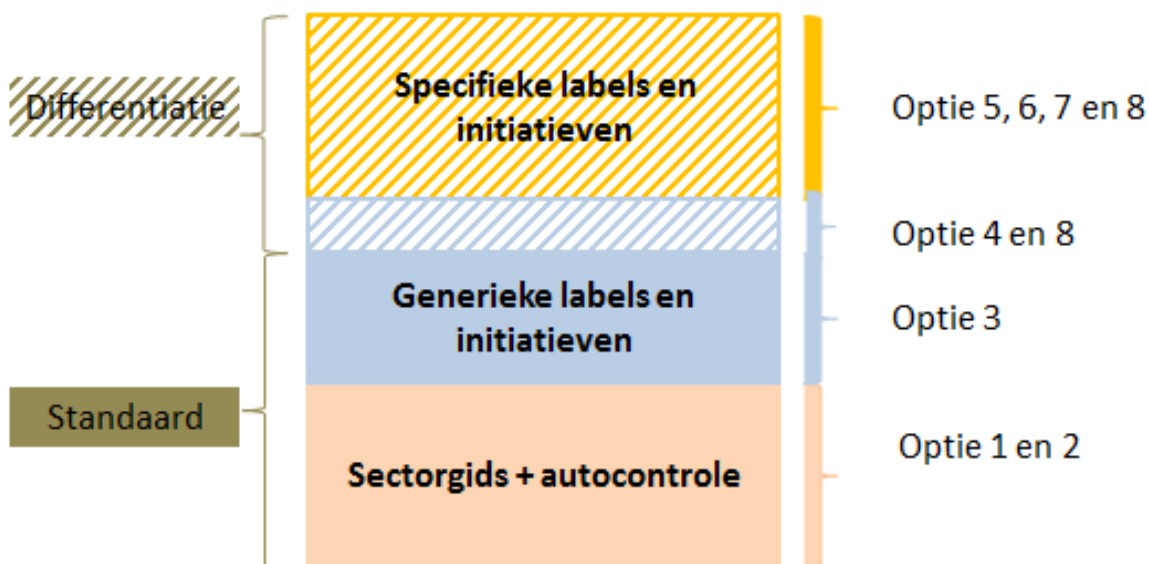 Specifieke labels en
initiatieven
Differentiatie
Optie 5, 6, 7 en 8
Optie 4 en 8
Generieke labels en
initiatieven
Optie 3
Standaard
Optie 1 en 2
Sectorgids + autocontrole